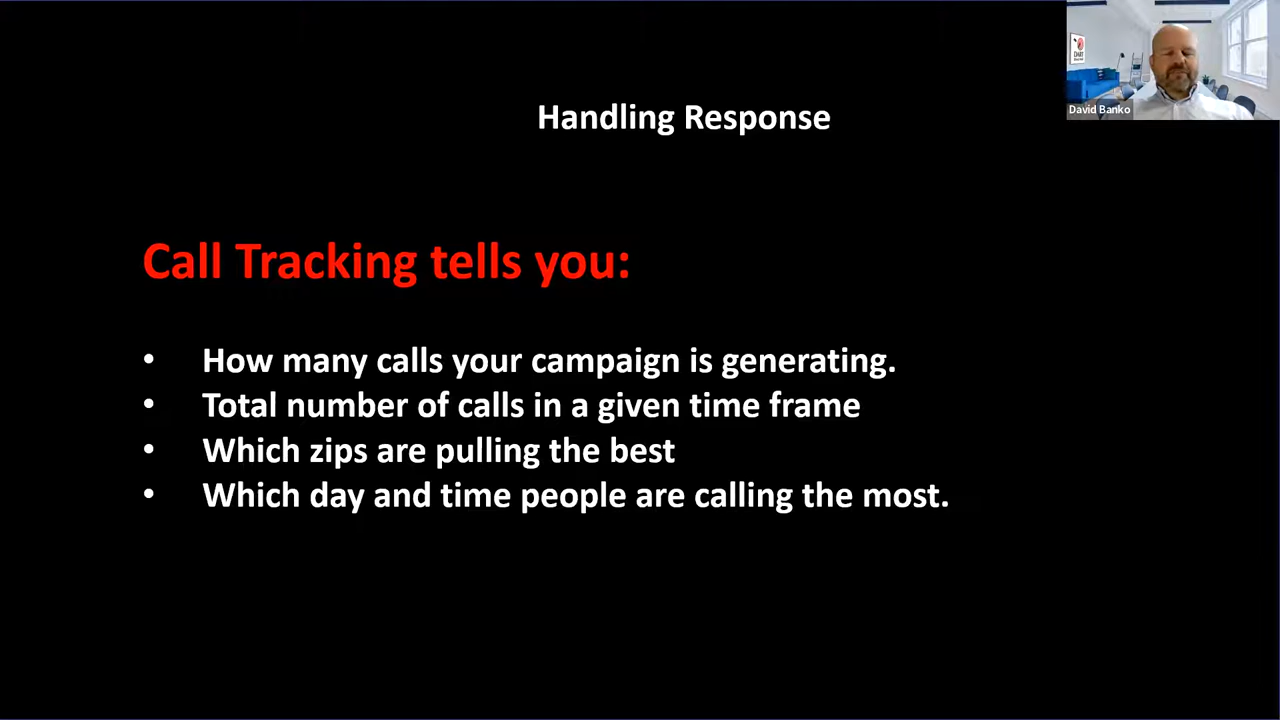 Handling Response
David Banko
Call Tracking tells you:
• How many calls your campaign is generating.
• Total number of calls in a given time frame
• Which zips are pulling the best
• Which day and time people are calling the most.